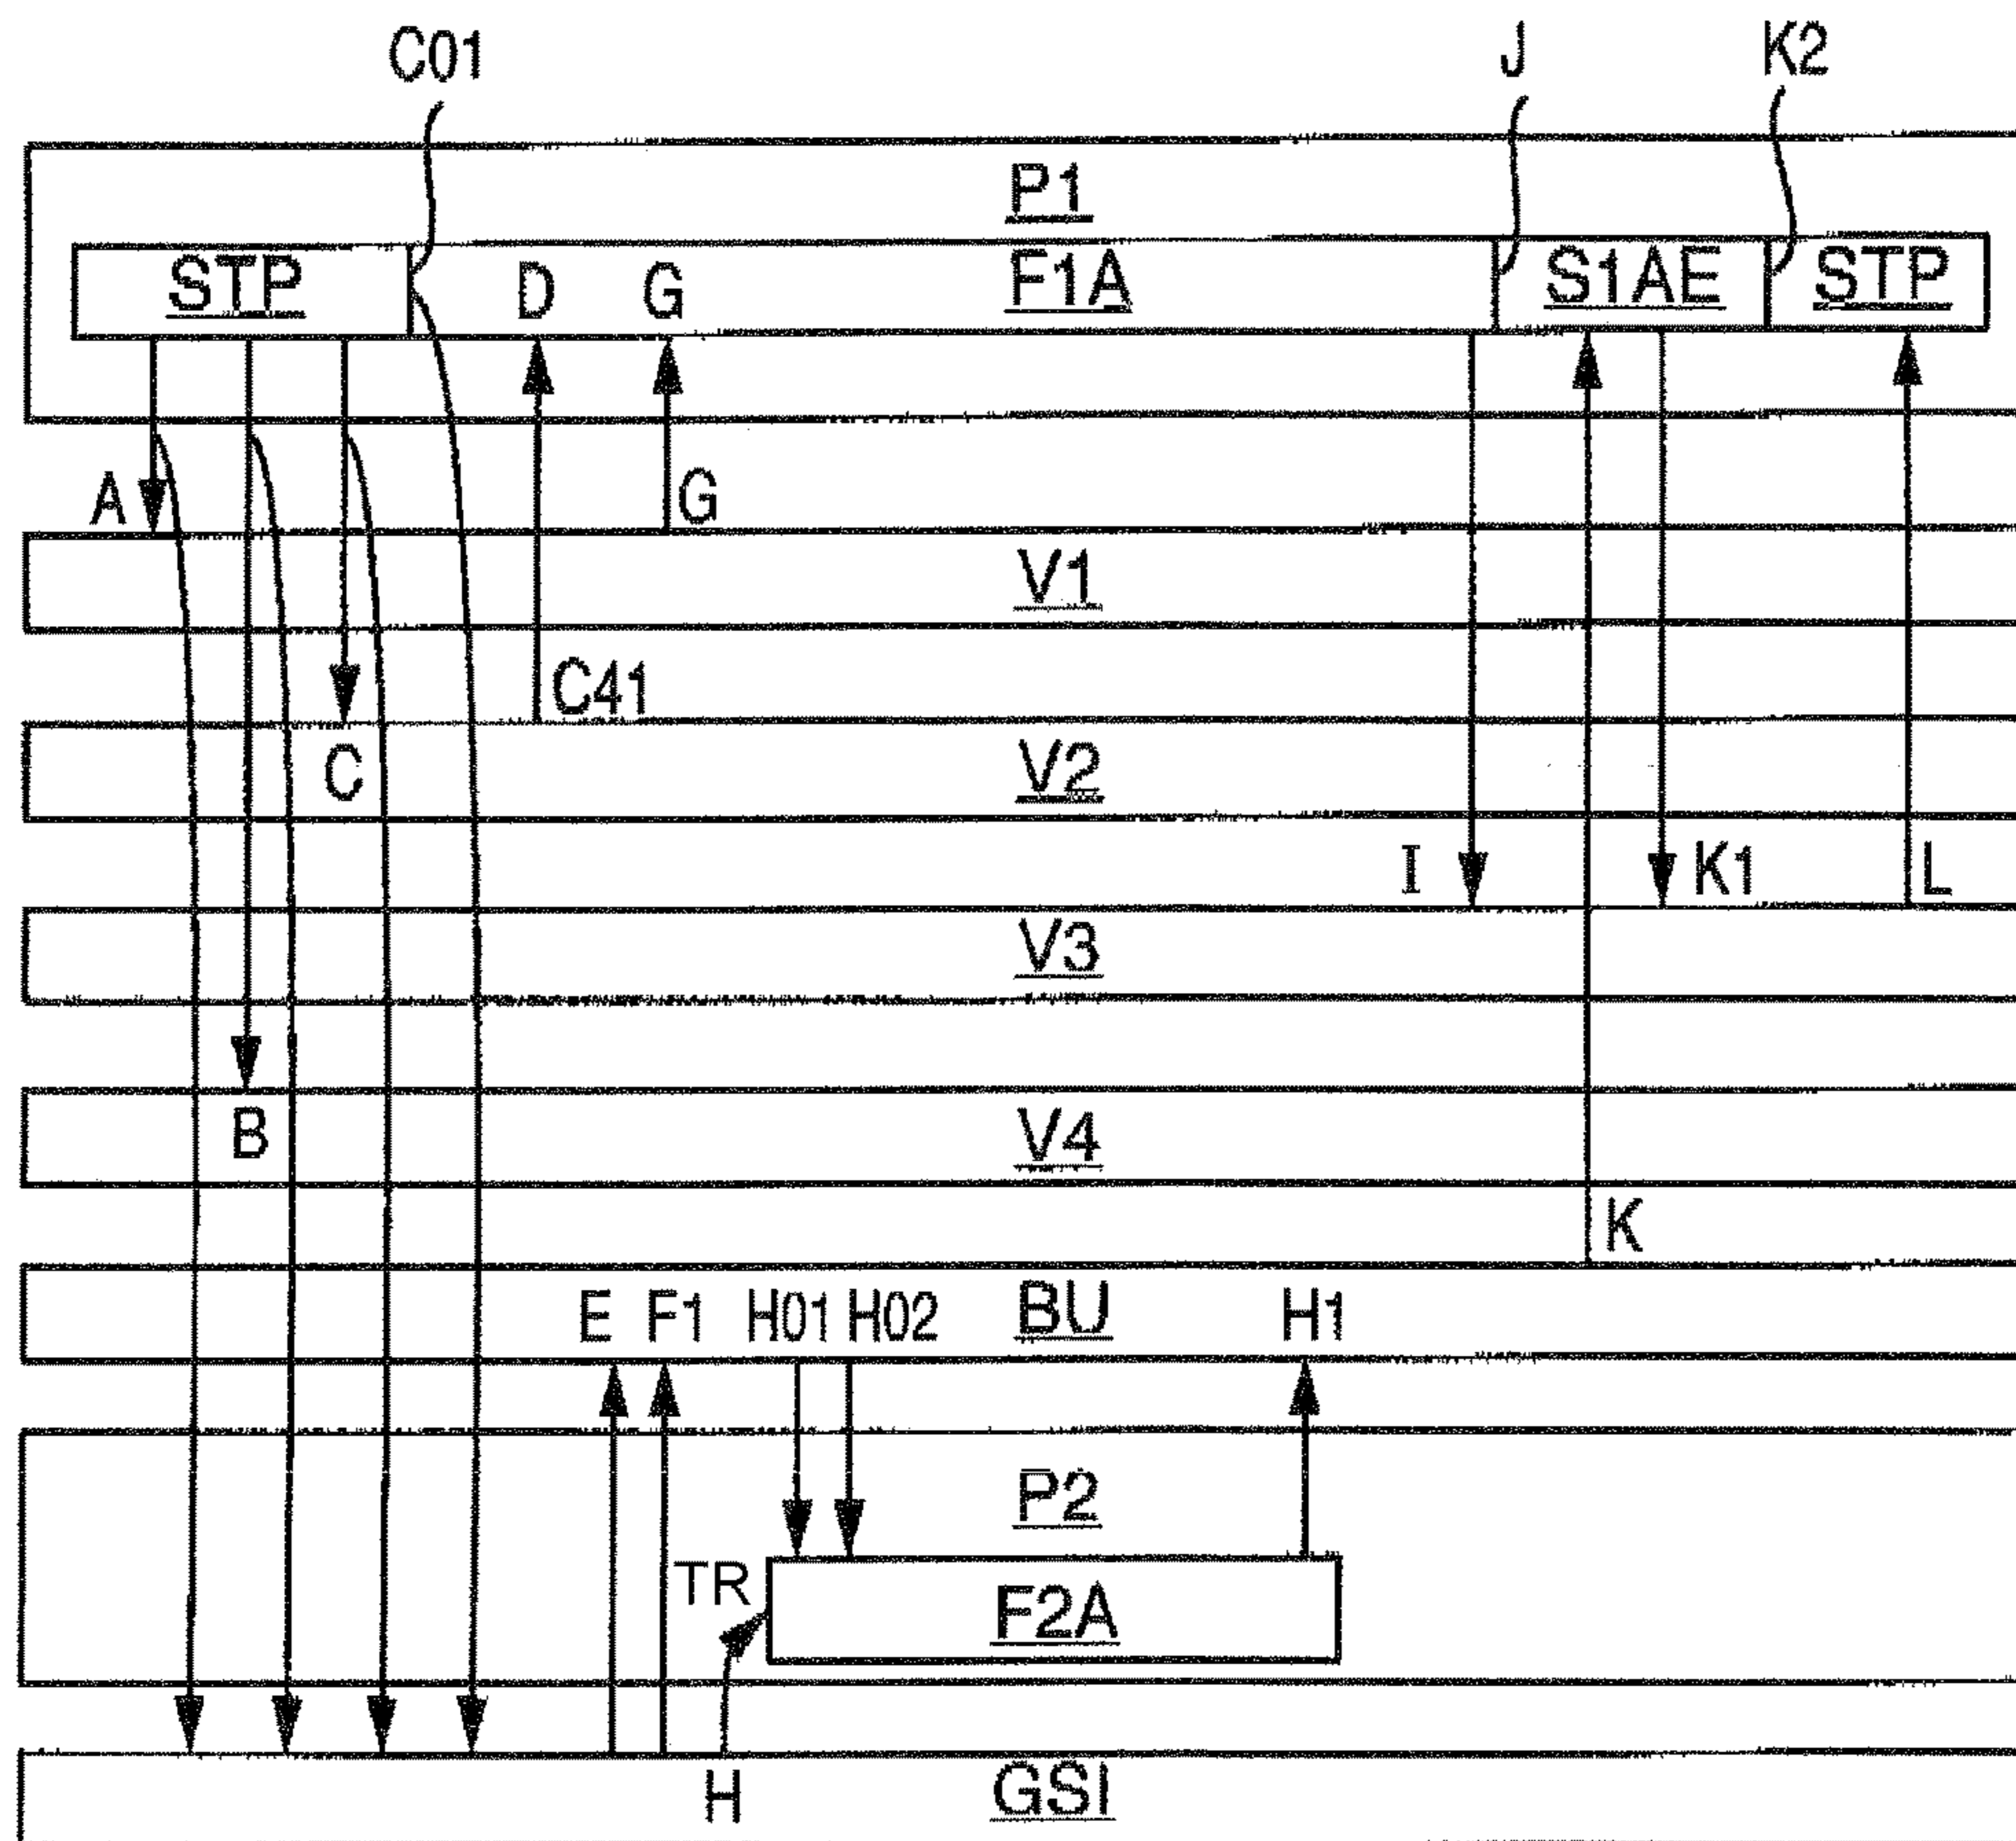 C01 J K2
P1
STP D G F1A S1AE STP
A G
V1
C41
C V2
I K1 L
V3
B V4
K
E F1 H01 H02 BU H1
P2
TR F2A
H GSI